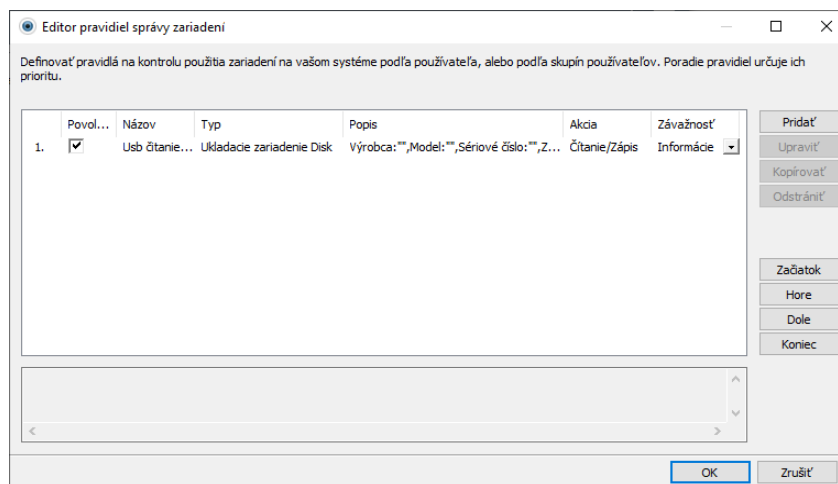 Editor pravidiel správy zariadení
Definovať pravidlá na kontrolu použitia zariadení na vašom systéme podľa používateľa, alebo podľa skupín používateľov. Poradie pravidiel určuje ich
prioritu.
Povol... Názov Typ Popis Akcia Závažnosť
1. Usb čitanie... Ukladacie zariadenie Disk Výrobca:"",Model:"",Sériové číslo:"",Z... Čítanie/Zápis Informácie
Pridať
Upraviť
Kopírovať
Odstrániť
Začiatok
Hore
Dole
Koniec
OK Zrušiť